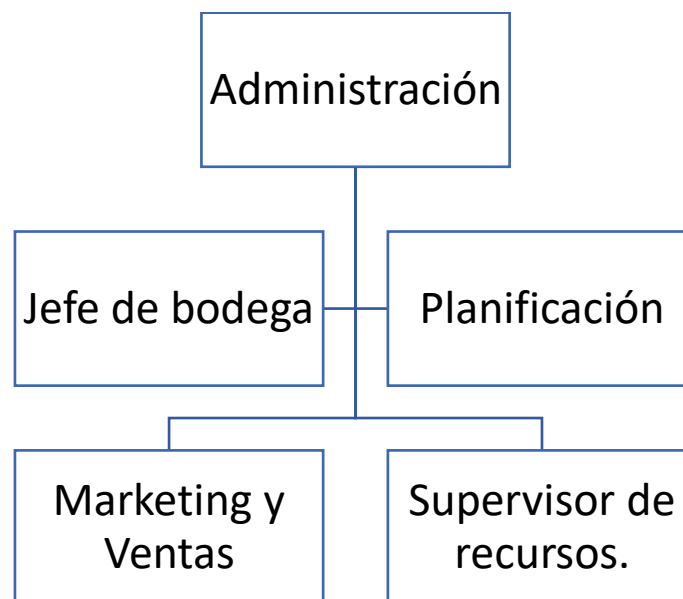 Administración
Jefe de bodega
Planificación
Marketing y
Ventas
Supervisor de
recursos.